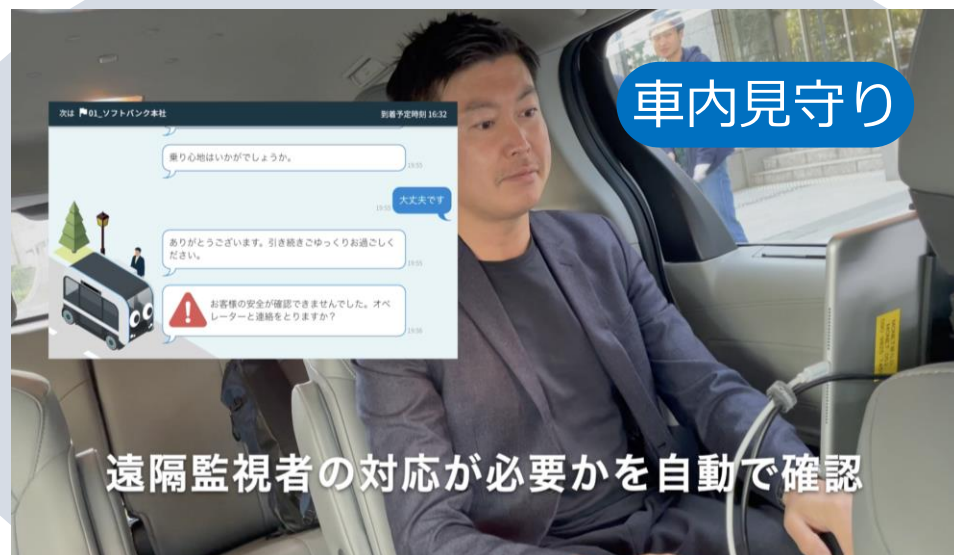 車内見守り
次は 01_ソフトバンク本社
到着予定時刻 16:32
乗り心地はいかがでしょうか。
19:55
大丈夫です
19:55
ありがとうございます。引き続きごゆっくりお過ごしく
ださい。
19:55
お客様の安全が確認できませんでした。オペ
レーターと連絡をとりますか？
遠隔監視者の対応が必要かを自動で確認